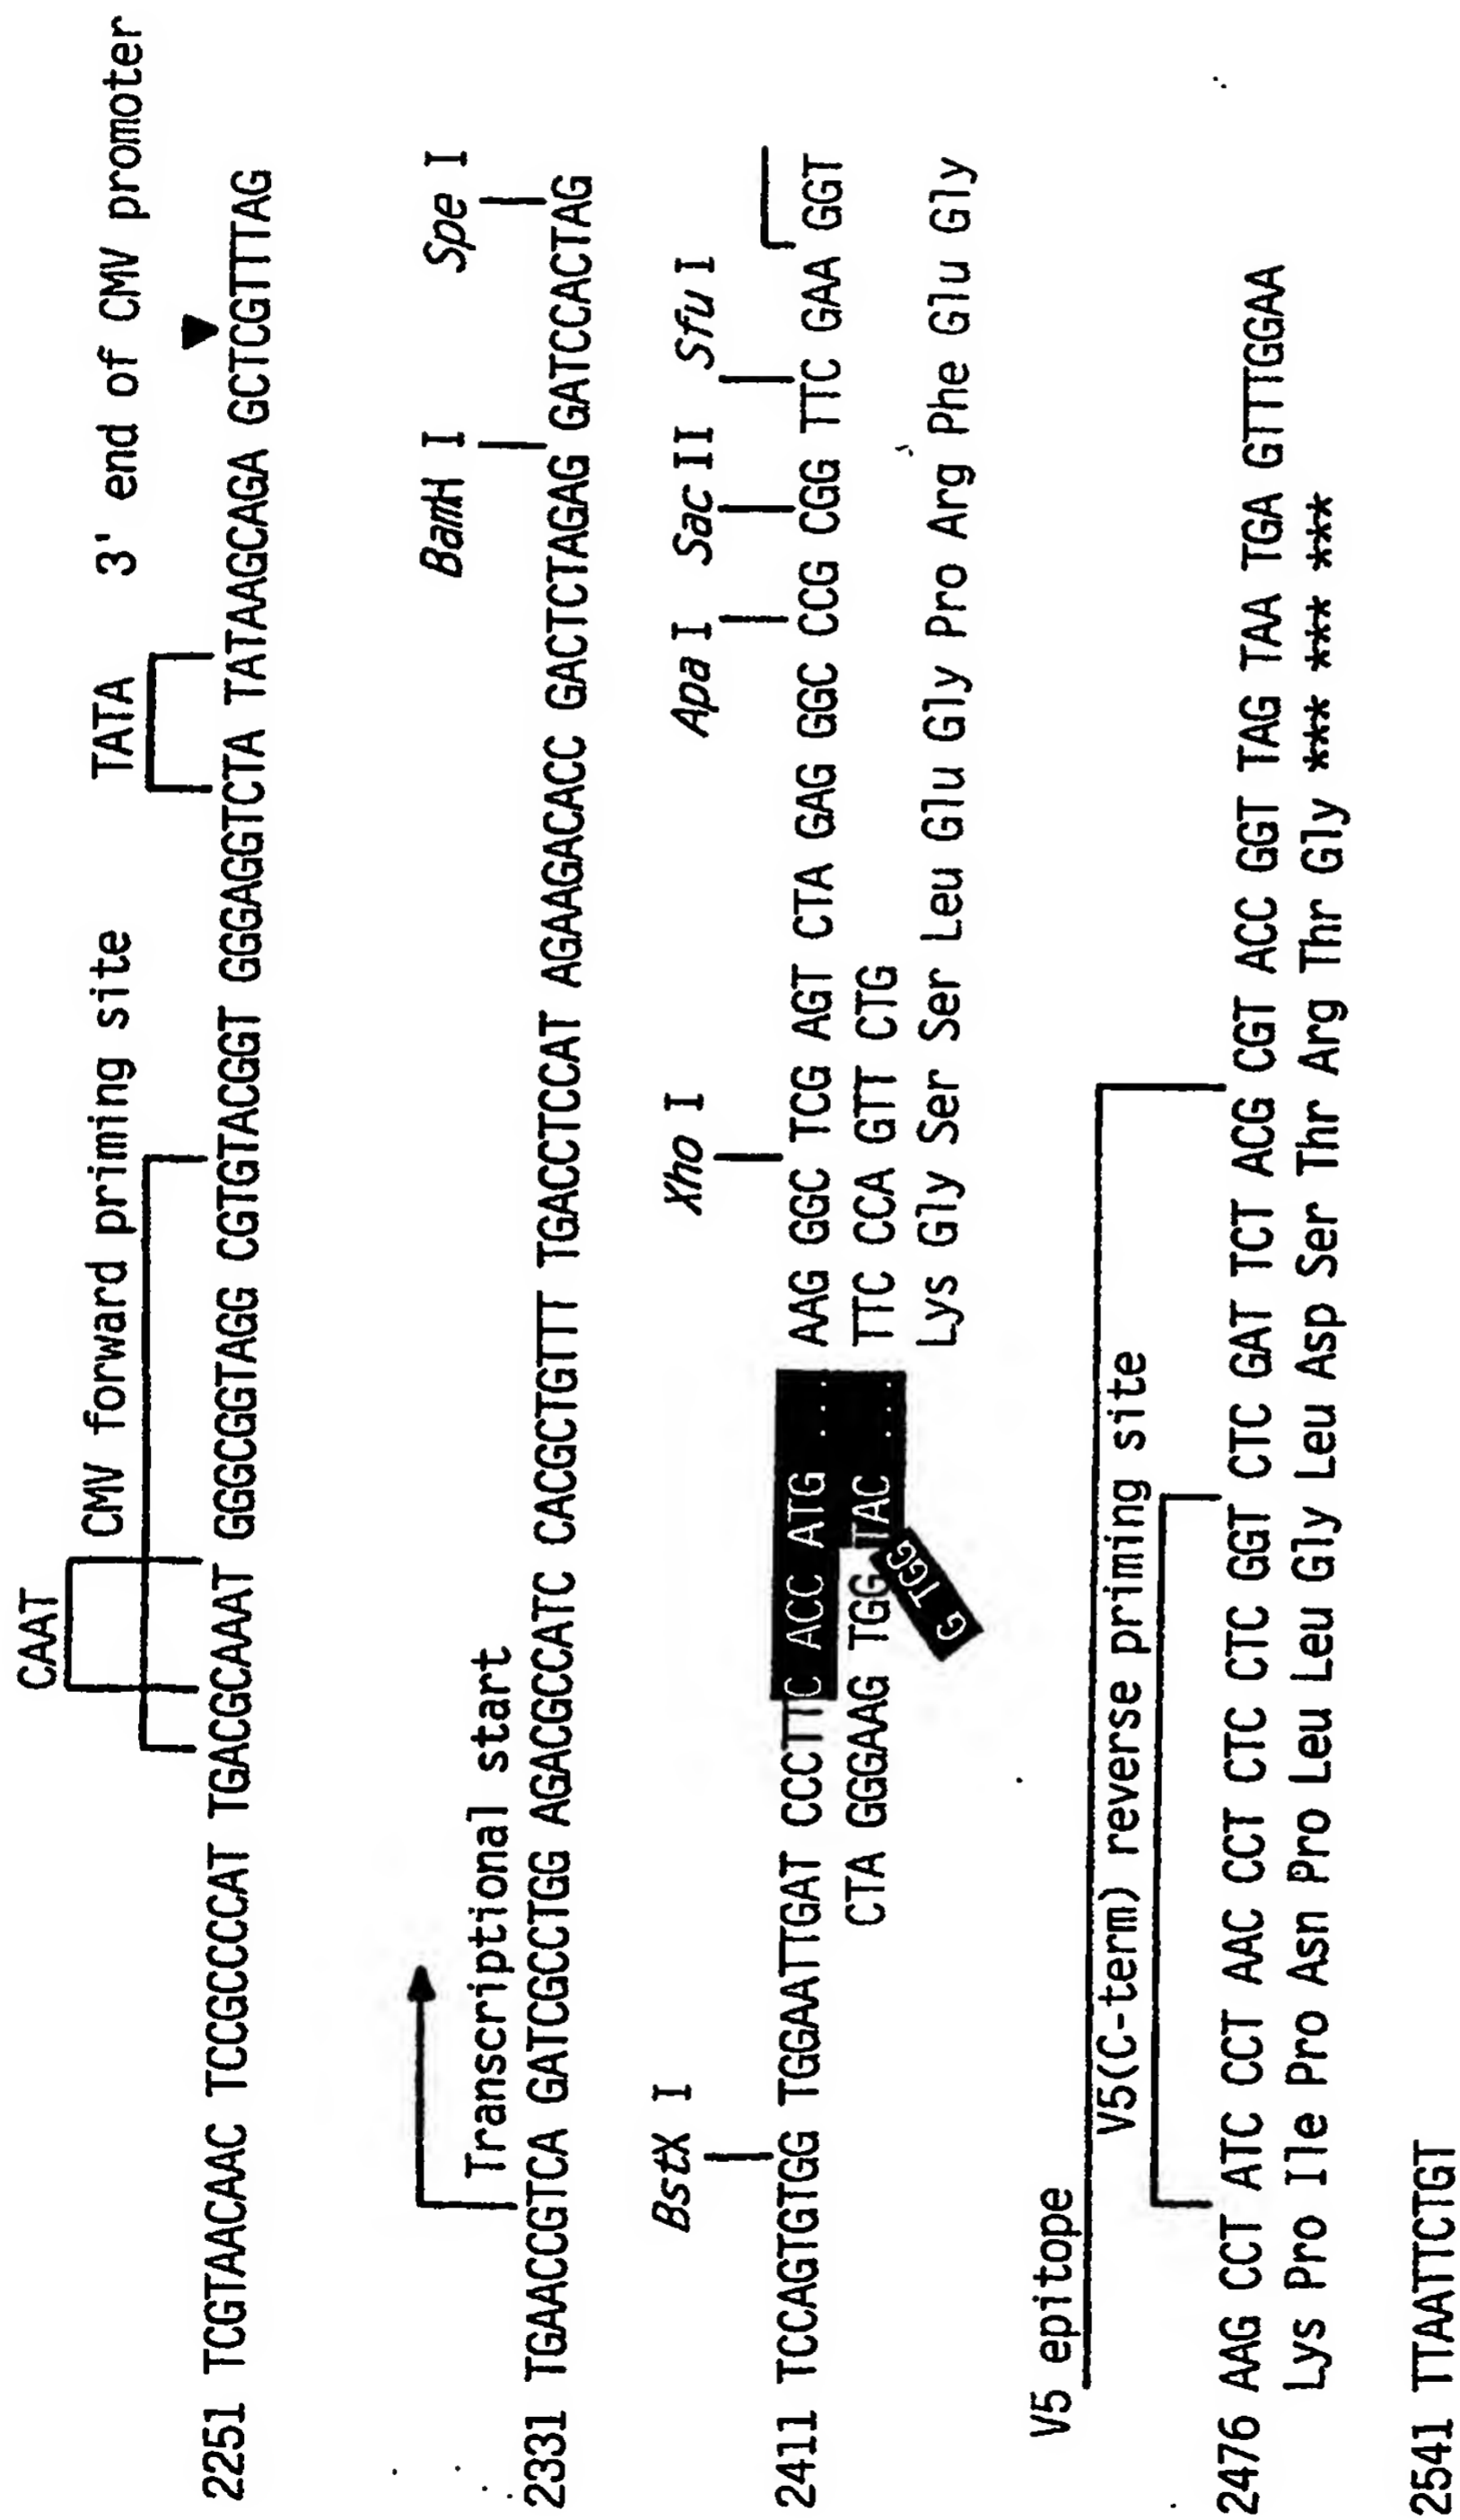 CAAT
CMV forward priming site TATA 3' end of CMV promoter
2251 TCGTAACAAC TCCGCCCCAT TGACGCAAAT GGGCGGTAGG CGTGTACGGT GGGAGGTCTA TATAAGCAGA GCTCGTTTAG
Transcriptional start BamH I Spe I
2331 TGAACCGTCA GATCGCCTGG AGACGCCATC CACGCTGTTT TGACCTCCAT AGAAGACACC GACTCTAGAG GATCCACTAG
BstX I Xho I Apa I Sac II Sfu I
2411 TCCAGTGTGG TGGAATTGAT CCCTTC ACC ATG ... AAG GGC TCG AGT CTA GAG GGC CCG CGG TTC GAA GGT
CTA GGGAAG TGG TAC ... TTC CCA GTT CTG
G TGG
Lys Gly Ser Ser Leu Glu Gly Pro Arg Phe Glu Gly
V5 epitope
V5(C-term) reverse priming site
2476 AAG CCT ATC CCT AAC CCT CTC CTC GGT CTC GAT TCT ACG CGT ACC GGT TAG TAA TGA GTTTGGAA
Lys Pro Ile Pro Asn Pro Leu Leu Gly Leu Asp Ser Thr Arg Thr Gly *** *** ***
2541 TTAATTCTGT